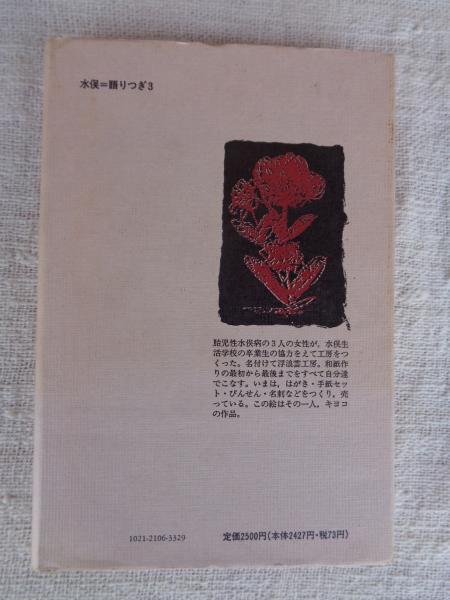 水俣=語りつぎ3
胎児性水俣病の3人の女性が，水俣生
活学校の卒業生の協力をえて工房をつ
くった。名付けて浮浪雲工房。和紙作
りの最初から最後までをすべて自分達
でこなす。いまは，はがき・手紙セッ
ト・びんせん・名刺などをつくり，売
っている。この絵はその一人，キヨコ
の作品。
1021-2106-3329
定価2500円(本体2427円・税73円)